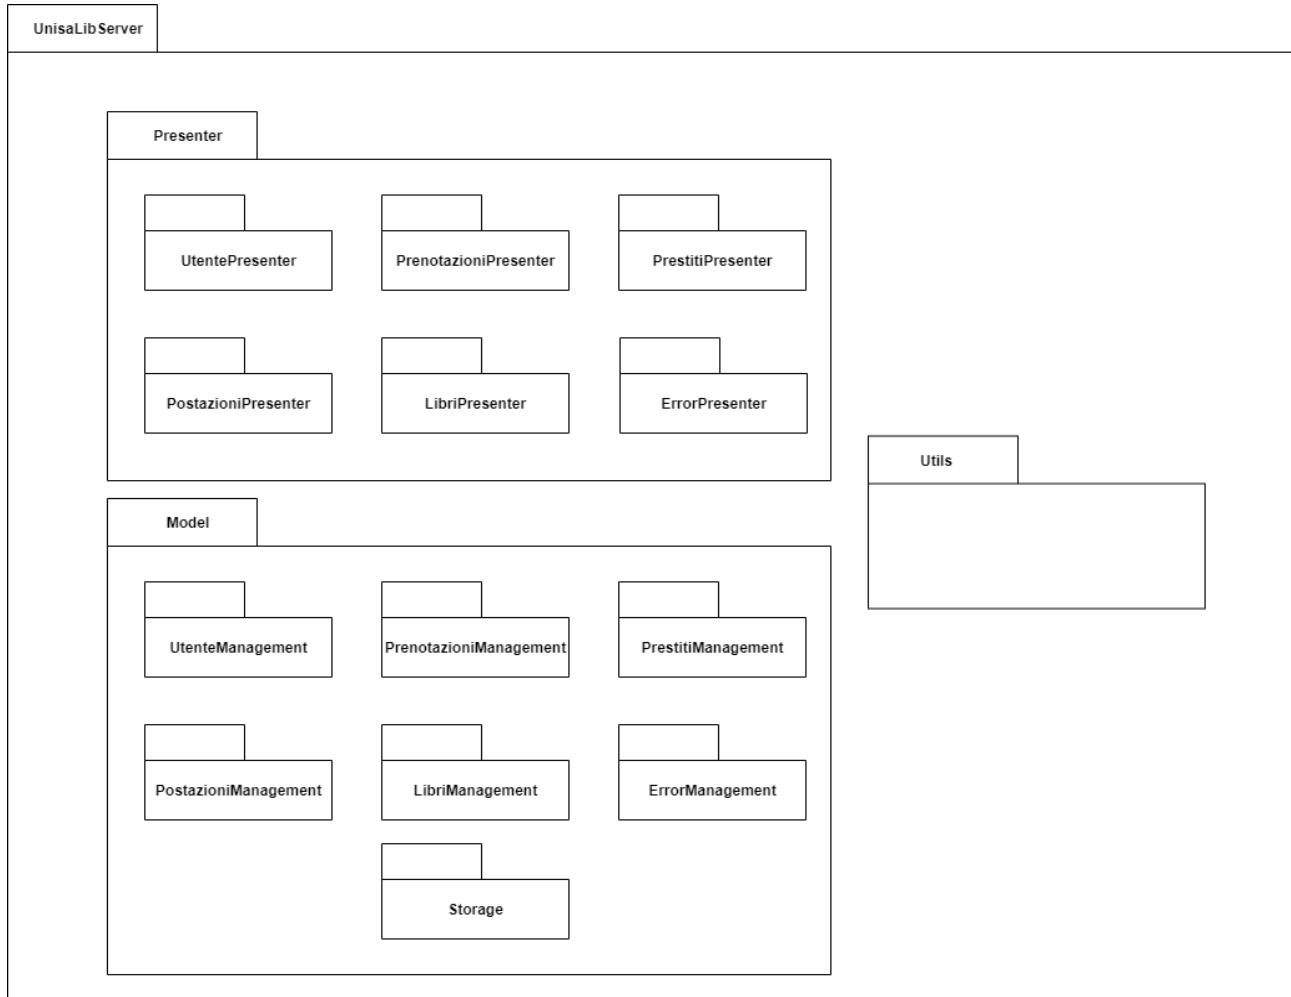 UnisaLibServer
Presenter
UtentePresenter
PrenotazioniPresenter
PrestitiPresenter
PostazioniPresenter
LibriPresenter
ErrorPresenter
Utils
Model
UtenteManagement
PrenotazioniManagement
PrestitiManagement
PostazioniManagement
LibriManagement
ErrorManagement
Storage